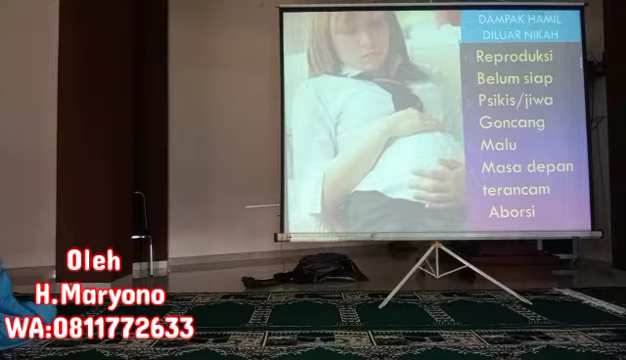 DAMPAK HAMIL
DILUAR NIKAH
Reproduksi
Belum siap
Psikis/jiwa
Goncang
Malu
Masa depan
terancam
Aborsi
Oleh
H.Maryono
WA:0811772633